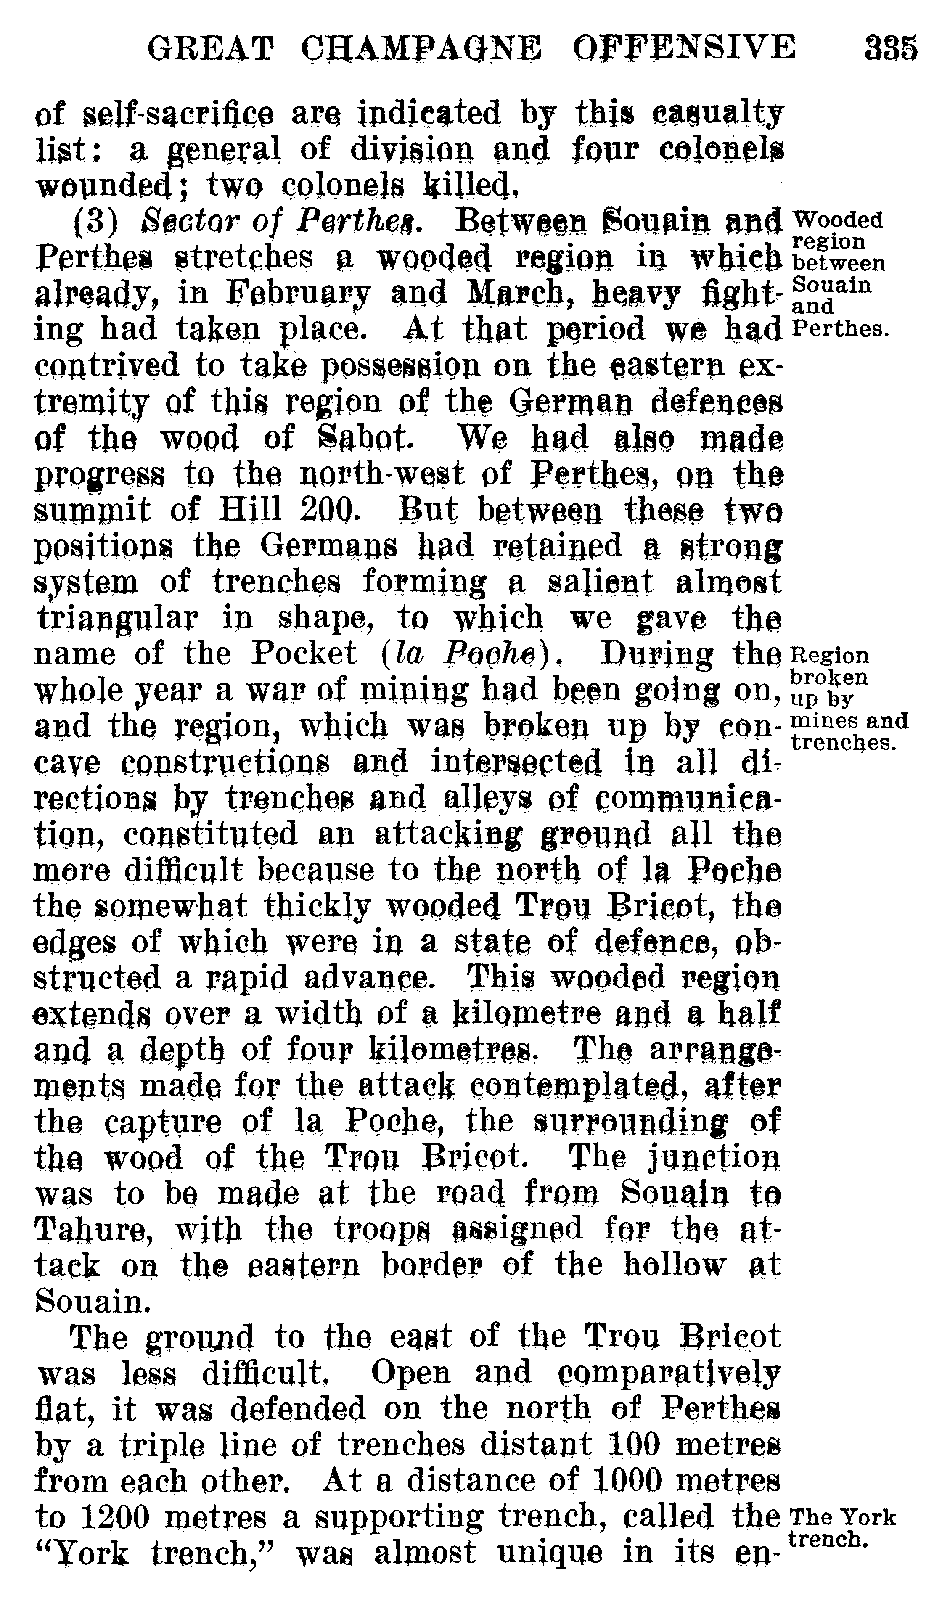 GREAT CHAMPAGNE OFFENSIVE 335
of self-sacrifice are indicated by this casualty
list: a general of division and four colonels
wounded; two colonels killed.
(3) Sector of Perthes. Between Souain and
Perthes stretches a wooded region in which
already, in February and March, heavy fight-
ing had taken place. At that period we had
contrived to take possession on the eastern ex-
tremity of this region of the German defences
of the wood of Sabot. We had also made
progress to the north-west of Perthes, on the
summit of Hill 200. But between these two
positions the Germans had retained a strong
system of trenches forming a salient almost
triangular in shape, to which we gave the
name of the Pocket (la Poche). During the
whole year a war of mining had been going on,
and the region, which was broken up by con-
cave constructions and intersected in all di-
rections by trenches and alleys of communica-
tion, constituted an attacking ground all the
more difficult because to the north of la Poche
the somewhat thickly wooded Trou Bricot, the
edges of which were in a state of defence, ob-
structed a rapid advance. This wooded region
extends over a width of a kilometre and a half
and a depth of four kilometres. The arrange-
ments made for the attack contemplated, after
the capture of la Poche, the surrounding of
the wood of the Trou Bricot. The junction
was to be made at the road from Souain to
Tahure, with the troops assigned for the at-
tack on the eastern border of the hollow at
Souain.
The ground to the east of the Trou Bricot
was less difficult. Open and comparatively
flat, it was defended on the north of Perthes
by a triple line of trenches distant 100 metres
from each other. At a distance of 1000 metres
to 1200 metres a supporting trench, called the
"York trench," was almost unique in its en-
Wooded
region
between
Souain
and
Perthes.
Region
broken
up by
mines and
trenches.
The York
trench.